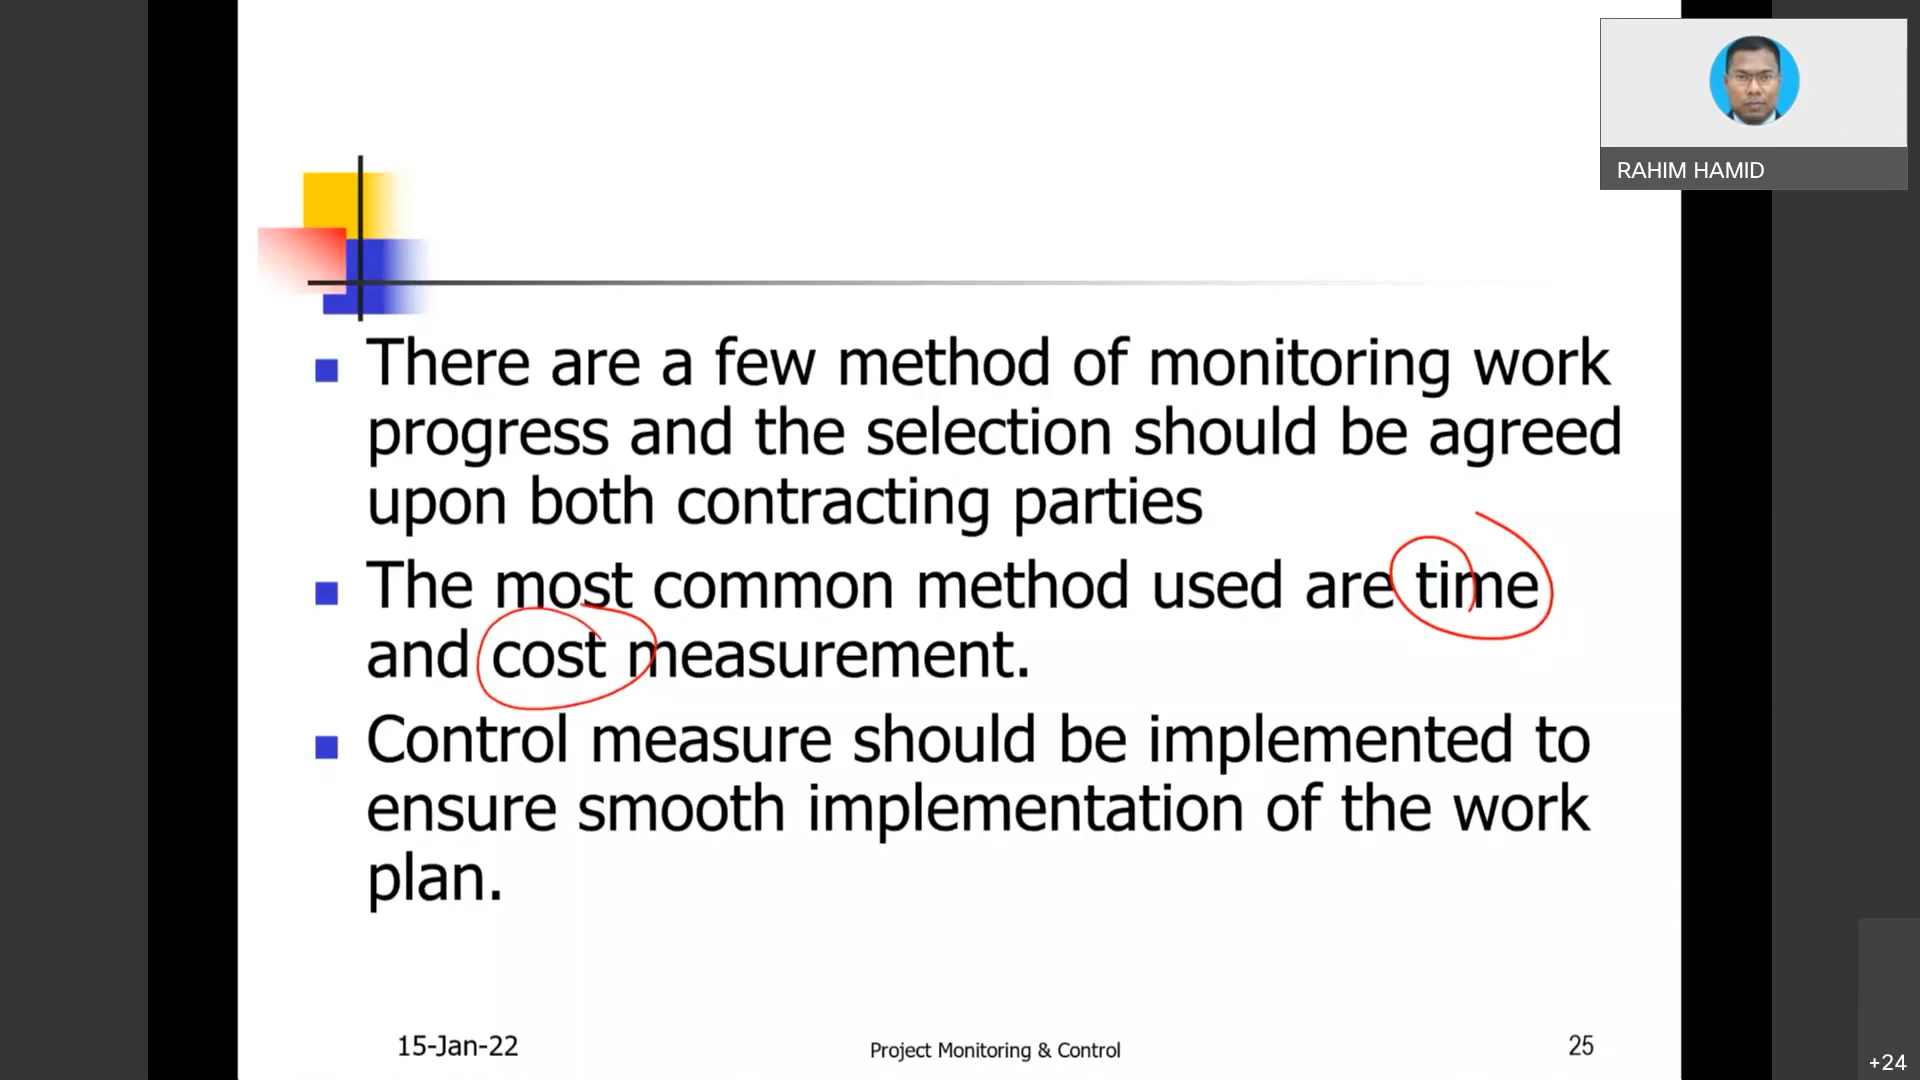 RAHIM HAMID
There are a few method of monitoring work
progress and the selection should be agreed
upon both contracting parties
The most common method used are time
and cost measurement.
Control measure should be implemented to
ensure smooth implementation of the work
plan.
15-Jan-22
Project Monitoring & Control
25
+24